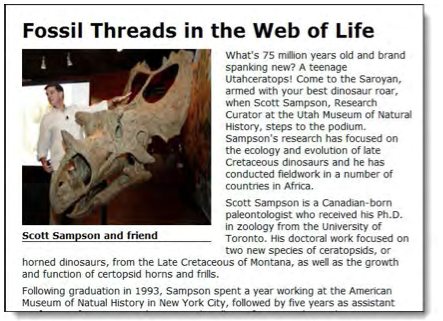 Fossil Threads in the Web of Life
What's 75 million years old and brand
spanking new? A teenage
Utahceratops! Come to the Saroyan,
armed with your best dinosaur roar,
when Scott Sampson, Research
Curator at the Utah Museum of Natural
History, steps to the podium.
Sampson's research has focused on
the ecology and evolution of late
Cretaceous dinosaurs and he has
conducted fieldwork in a number of
countries in Africa.
Scott Sampson and friend
Scott Sampson is a Canadian-born
paleontologist who received his Ph.D.
in zoology from the University of
Toronto. His doctoral work focused on
two new species of ceratopsids, or
horned dinosaurs, from the Late Cretaceous of Montana, as well as the growth
and function of certopsid horns and frills.
Following graduation in 1993, Sampson spent a year working at the American
Museum of Natual History in New York City, followed by five years as assistant